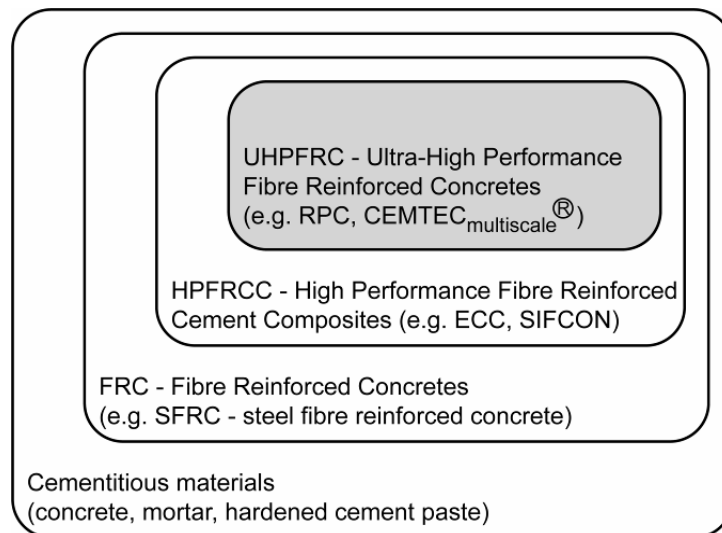 UHPFRC - Ultra-High Performance
Fibre Reinforced Concretes
(e.g. RPC, CEMTECmultiscale®)
HPFRCC - High Performance Fibre Reinforced
Cement Composites (e.g. ECC, SIFCON)
FRC - Fibre Reinforced Concretes
(e.g. SFRC - steel fibre reinforced concrete)
Cementitious materials
(concrete, mortar, hardened cement paste)